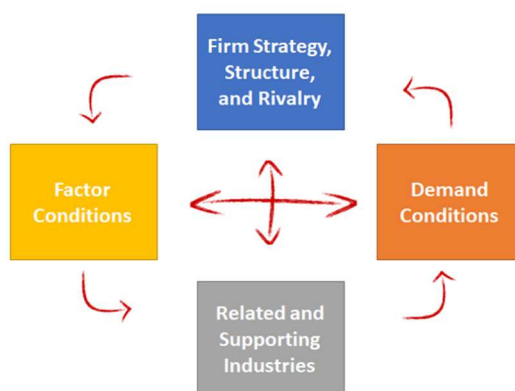 Firm Strategy,
Structure,
and Rivalry
Factor
Conditions
Demand
Conditions
Related and
Supporting
Industries